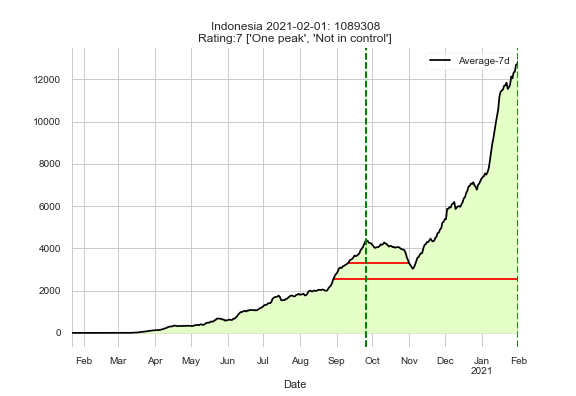 Indonesia 2021-02-01: 1089308
Rating:7 ['One peak', 'Not in control']
Average-7d
12000
10000
8000
6000
4000
2000
0
Feb Mar Apr May Jun Jul Aug Sep Oct Nov Dec Jan Feb
2021
Date